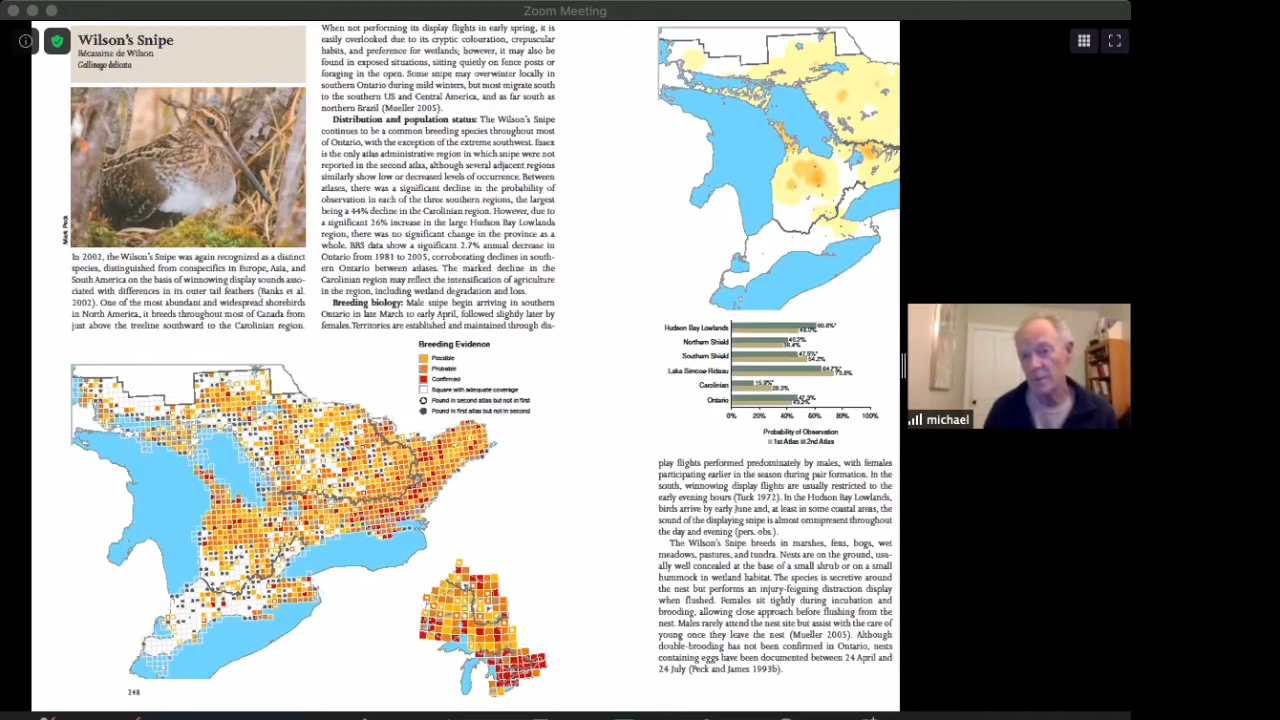 Zoom Meeting
Wilson's Snipe
Bécassine de Wilson
Gallinago delicata
Mark Peck
In 2002, the Wilson's Snipe was again recognized as a distinct
species, distinguished from conspecifics in Europe, Asia, and
South America on the basis of winnowing display sounds asso-
ciated with differences in its outer tail feathers (Banks et al.
2002). One of the most abundant and widespread shorebirds
in North America, it breeds throughout most of Canada from
just above the treeline southward to the Carolinian region.
When not performing its display flights in early spring, it is
easily overlooked due to its cryptic colouration, crepuscular
habits, and preference for wetlands; however, it may also be
found in exposed situations, sitting quietly on fence posts or
foraging in the open. Some snipe may overwinter locally in
southern Ontario during mild winters, but most migrate south
to the southern US and Central America, and as far south as
northern Brazil (Mueller 2005).
Distribution and population status: The Wilson's Snipe
continues to be a common breeding species throughout most
of Ontario, with the exception of the extreme southwest. Essex
is the only atlas administrative region in which snipe were not
reported in the second atlas, although several adjacent regions
similarly show low or decreased levels of occurrence. Between
atlases, there was a significant decline in the probability of
observation in each of the three southern regions, the largest
being a 44% decline in the Carolinian region. However, due to
a significant 26% increase in the large Hudson Bay Lowlands
region, there was no significant change in the province as a
whole. BBS data show a significant 2.7% annual decrease in
Ontario from 1981 to 2005, corroborating declines in south-
ern Ontario between atlases. The marked decline in the
Carolinian region may reflect the intensification of agriculture
in the region, including wetland degradation and loss.
Breeding biology: Male snipe begin arriving in southern
Ontario in late March to early April, followed slightly later by
females. Territories are established and maintained through dis-
Breeding Evidence
Possible
Probable
Confirmed
Square with adequate coverage
Found in second atlas but not in first
Found in first atlas but not in second
248
Hudson Bay Lowlands
Northern Shield
Southern Shield
Lake Simcoe-Rideau
Carolinian
Ontario
0% 20% 40% 60% 80% 100%
Probability of Observation
1st Atlas 2nd Atlas
play flights performed predominately by males, with females
participating earlier in the season during pair formation. In the
south, winnowing display flights are usually restricted to the
early evening hours (Tuck 1972). In the Hudson Bay Lowlands,
birds arrive by early June and, at least in some coastal areas, the
sound of the displaying snipe is almost omnipresent throughout
the day and evening (pers. obs.).
The Wilson's Snipe breeds in marshes, fens, bogs, wet
meadows, pastures, and tundra. Nests are on the ground, usu-
ally well concealed at the base of a small shrub or on a small
hummock in wetland habitat. The species is secretive around
the nest but performs an injury-feigning distraction display
when flushed. Females sit tightly during incubation and
brooding, allowing close approach before flushing from the
nest. Males rarely attend the nest site but assist with the care of
young once they leave the nest (Mueller 2005). Although
double-brooding has not been confirmed in Ontario, nests
containing eggs have been documented between 24 April and
24 July (Peck and James 1993b).
michael